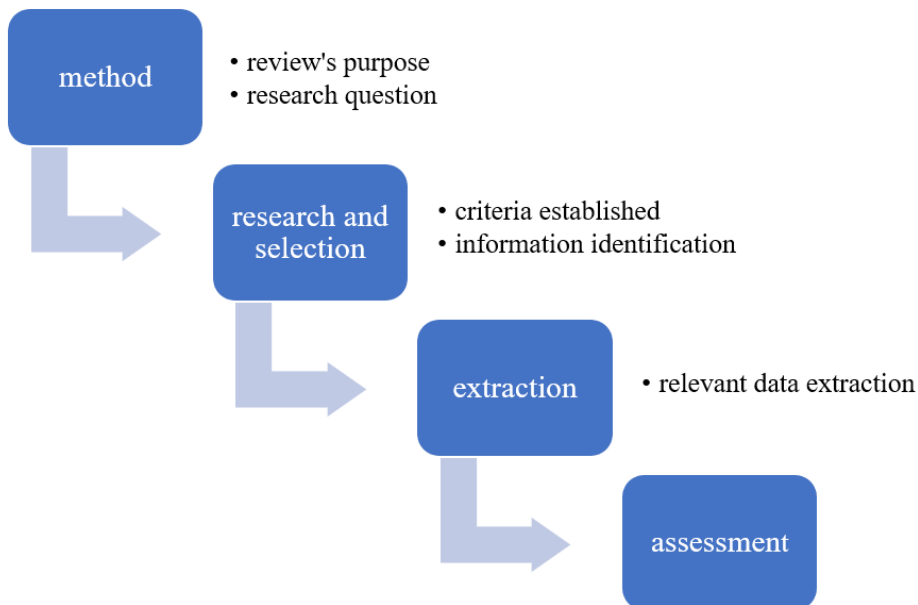 method
• review's purpose
• research question
research and
selection
• criteria established
• information identification
extraction
• relevant data extraction
assessment